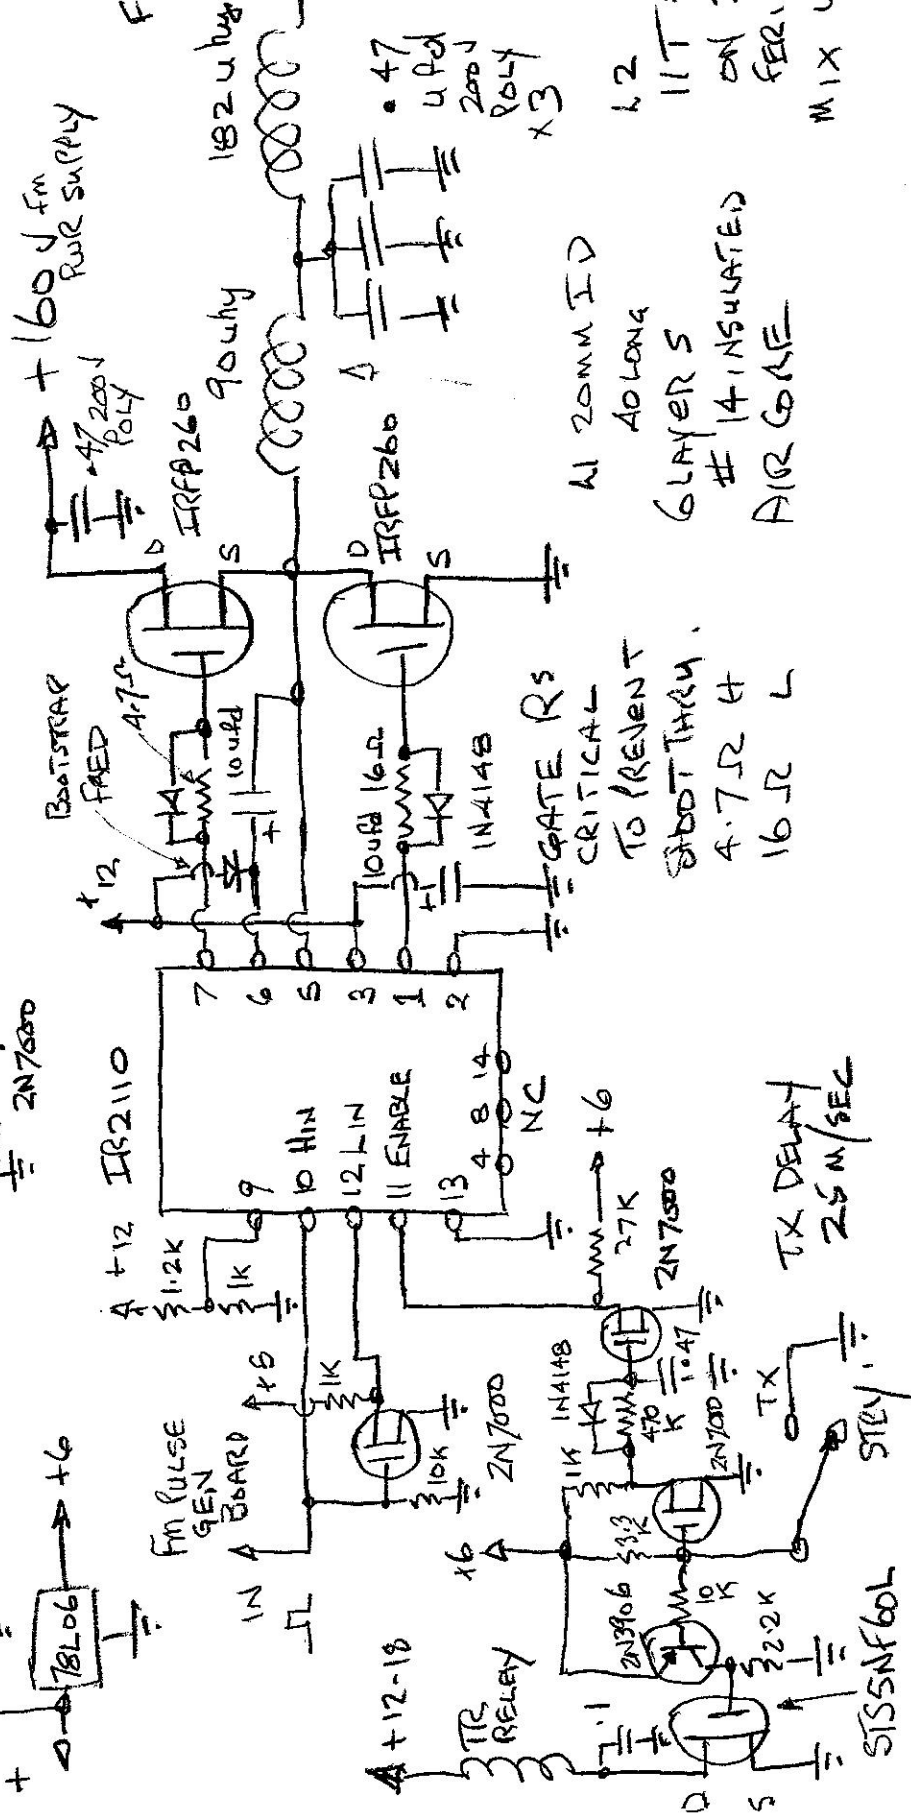 +
78L06
+6
2N7000
F
FM PULSE
GEN
BOARD
IN
+12
1.2K
1K
IR2110
9
10 HIN
12 LIN
11 ENABLE
13
4 8 14
NC
7
6
5
3
1
2
+5
1K
10K
2N7000
+12
BOOTSTRAP
FRED
4.7Ω
10ufd
10ufd 16Ω
1N4148
+
+
+160V FM
PWR SUPPLY
.47 200V
POLY
IRFP260
D
S
IRFP260
D
S
90uhy
182uhy
.47
ufd
200V
POLY
x3
GATE RS
CRITICAL
TO PREVENT
SHOOT THRU.
4.7Ω H
16Ω L
L1 20MM ID
40 LONG
6 LAYERS
#14 INSULATED
AIR CORE
L2
11T
ON
FERI
MIX
+12-18
TR
RELAY
.1
D
S
STS5NF60L
+6
2N3906
3.3
K
10
K
2.2K
1K
1N4148
470
K
.47
2N7000
27K
+6
2N7000
TX
STBY.
TX DELAY
25 M/SEC